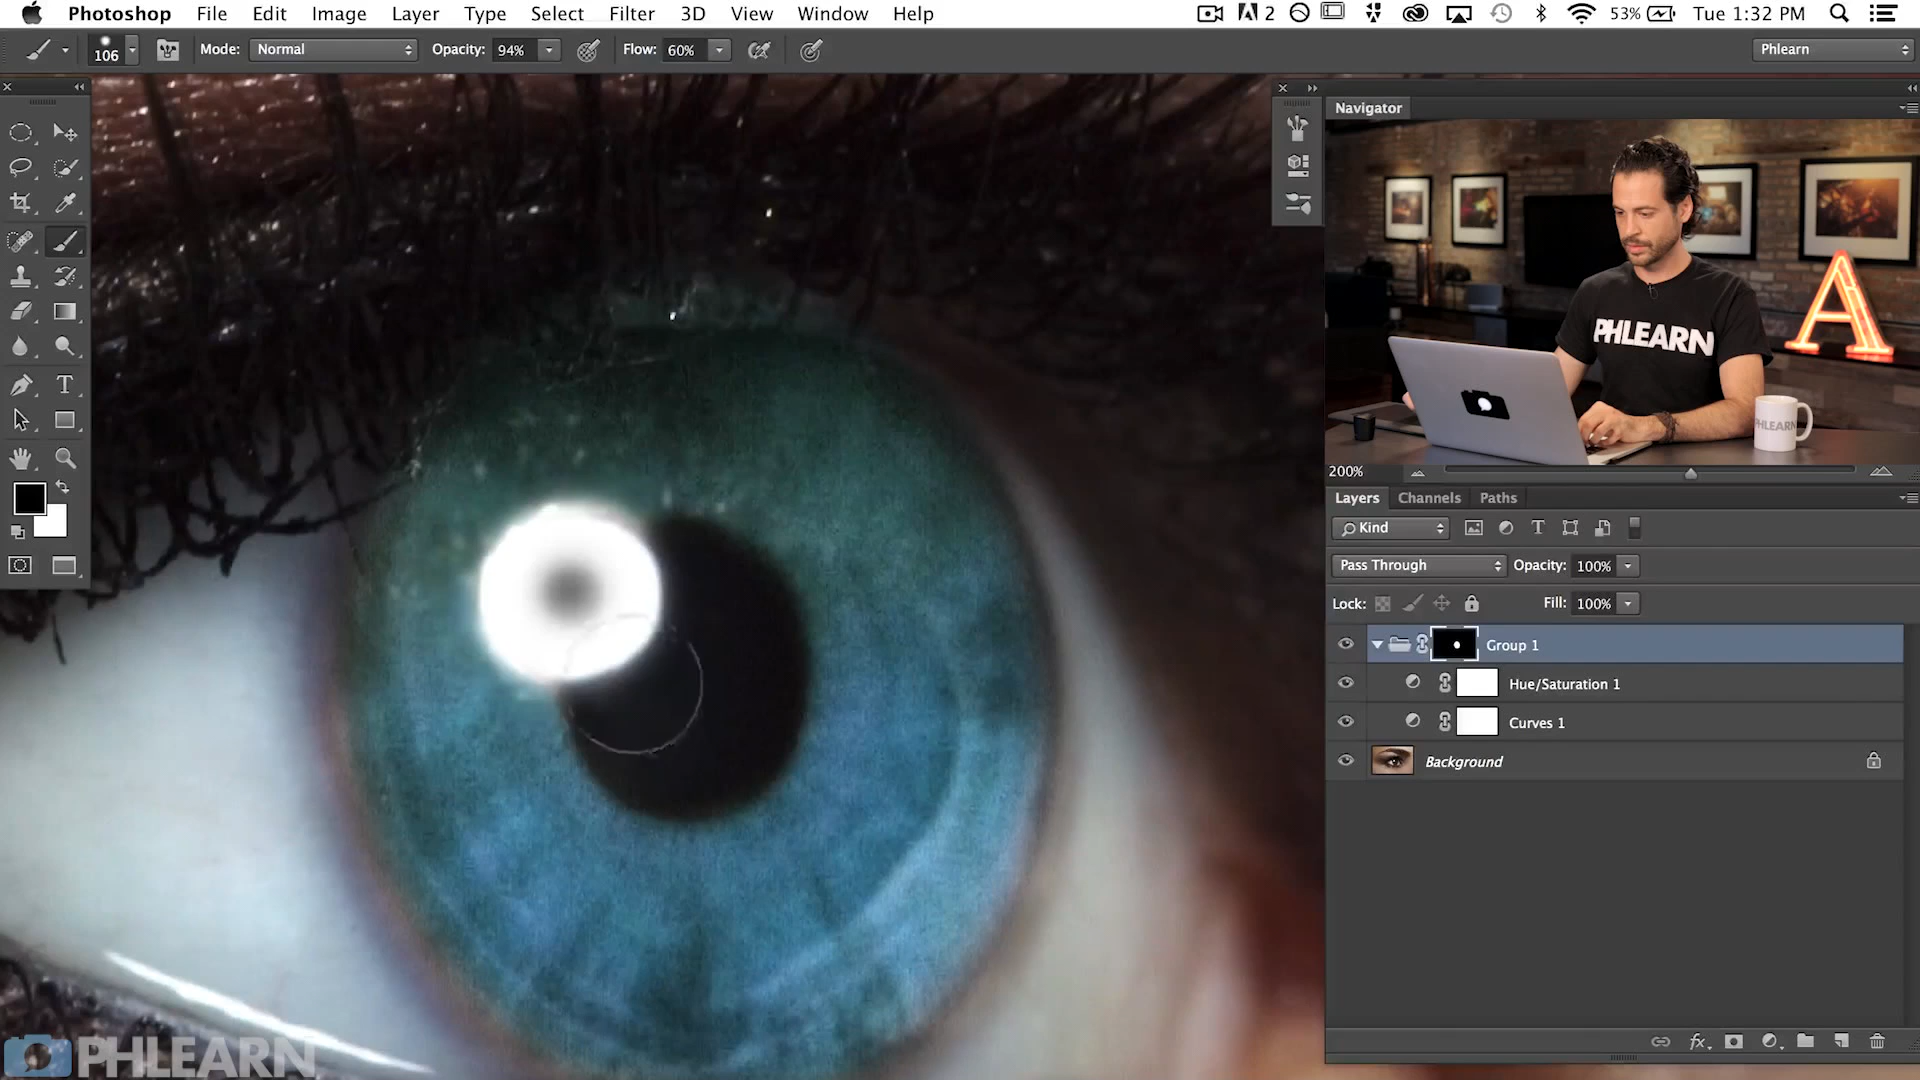 Photoshop File Edit Image Layer Type Select Filter 3D View Window Help 2 53% Tue 1:32 PM
106 Mode: Normal Opacity: 94% Flow: 60% Phlearn
Navigator
PHLEARN
PHLEARN
A
200%
Layers Channels Paths
Kind T
Pass Through Opacity: 100%
Lock: Fill: 100%
Group 1
Hue/Saturation 1
Curves 1
Background
fx
PHLEARN